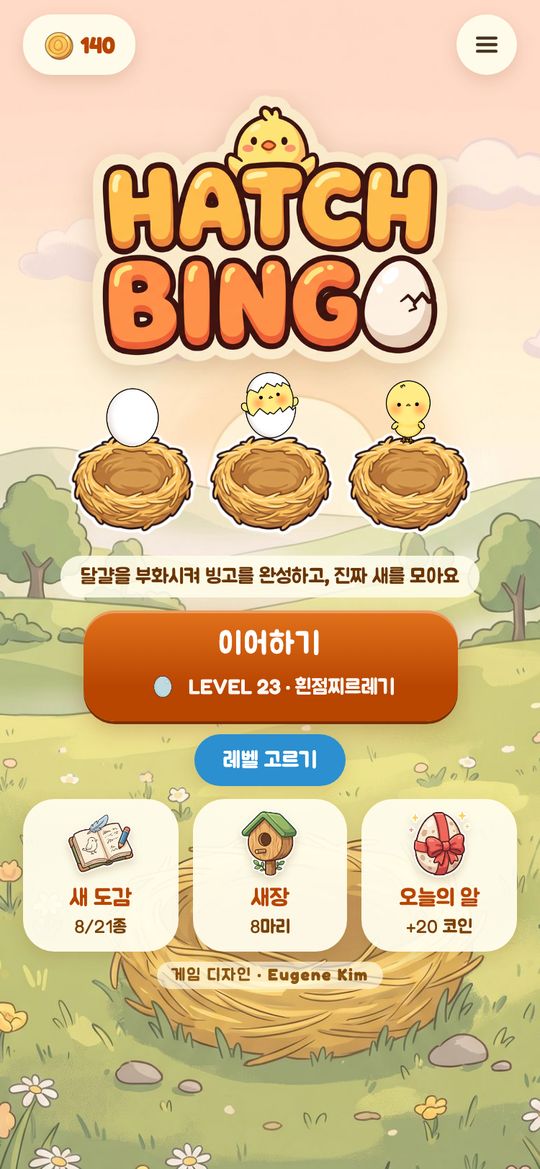 140
HATCH
BINGO
달걀을 부화시켜 빙고를 완성하고, 진짜 새를 모아요
이어하기
LEVEL 23 · 흰점찌르레기
레벨 고르기
새 도감
8/21종
새장
8마리
오늘의 알
+20 코인
게임 디자인 · Eugene Kim